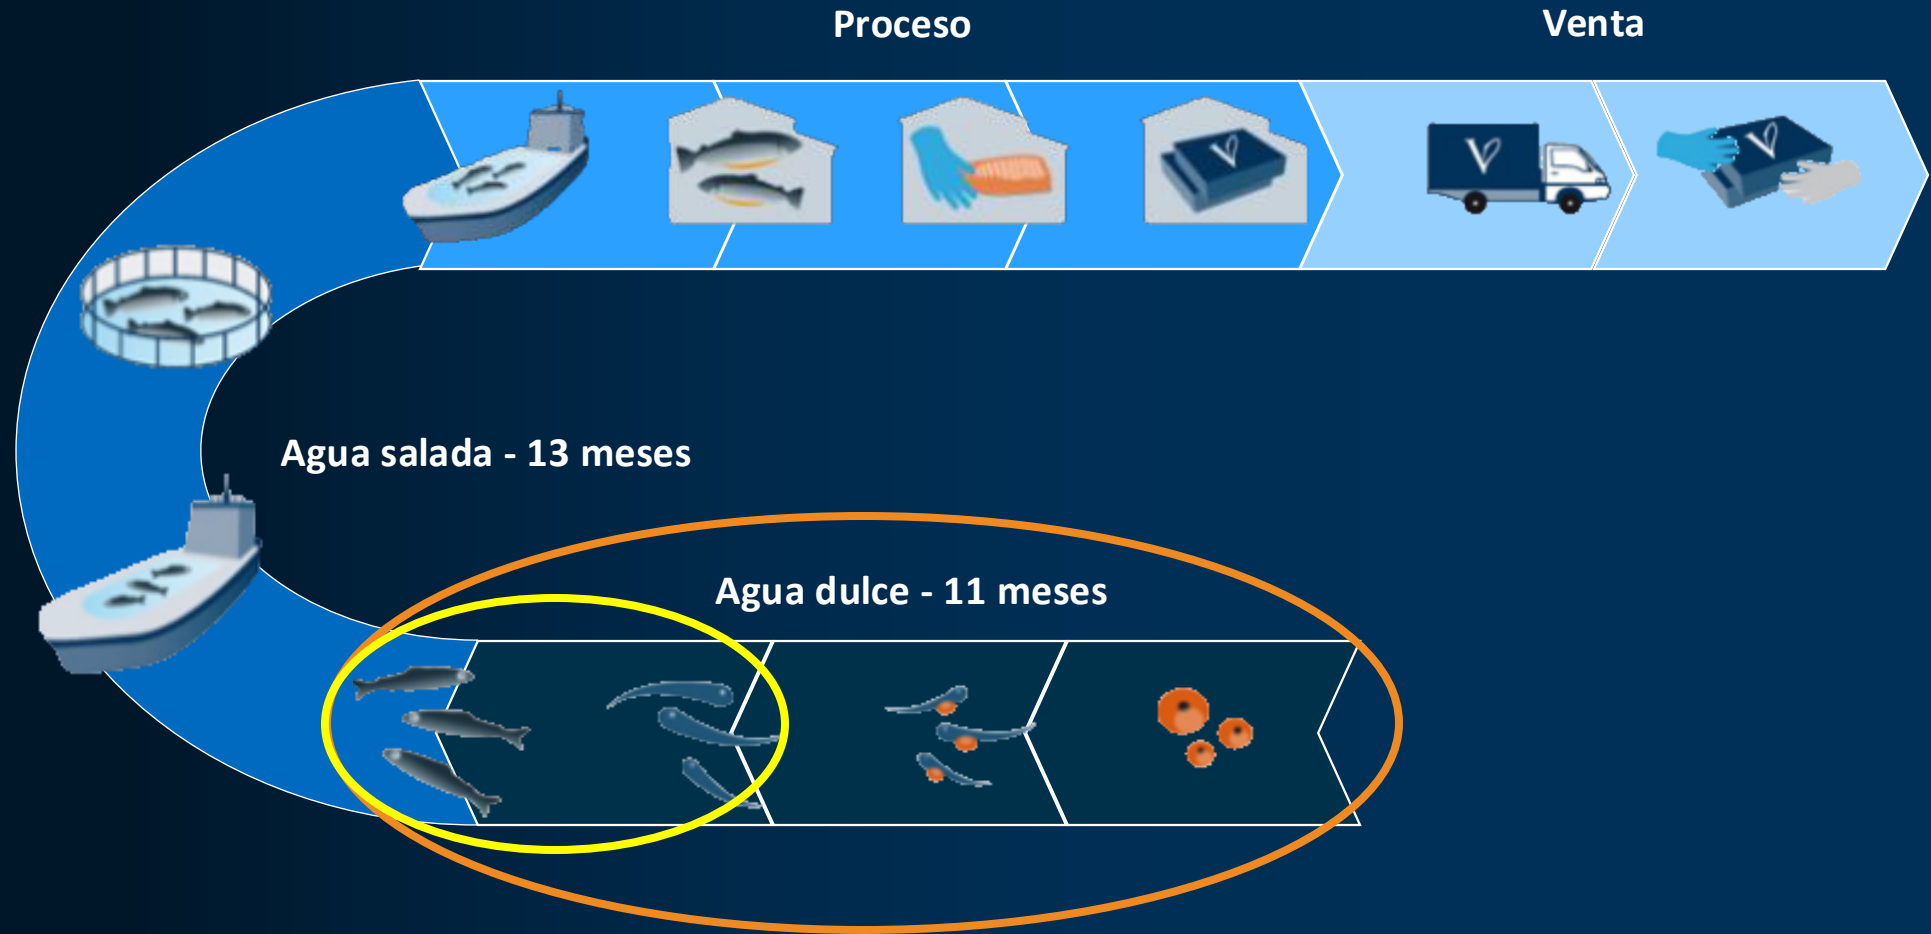 Proceso
Venta
V
V
V
Agua salada - 13 meses
Agua dulce - 11 meses